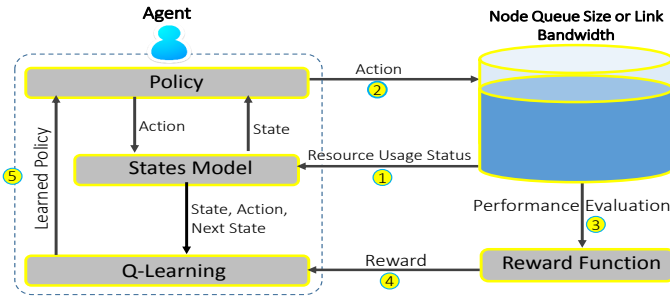 Agent
Node Queue Size or Link
Bandwidth
Policy
Action
2
Action
State
Learned Policy
5
States Model
Resource Usage Status
1
State, Action,
Next State
Performance Evaluation
3
Q-Learning
Reward
4
Reward Function